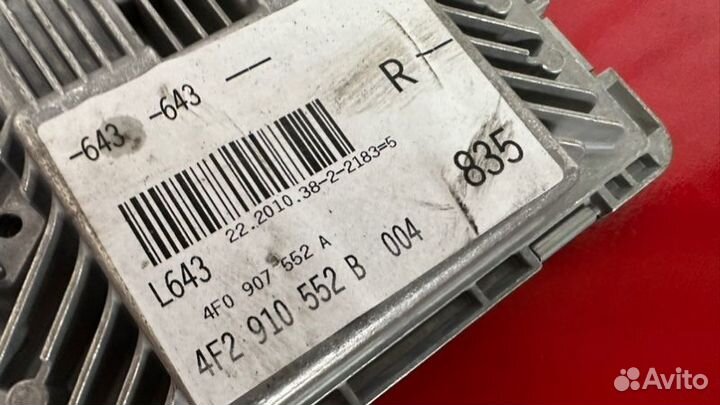 -643 -643 —
R —
22.2010.38-2-2183=5
835
L643
4F0 907 552 A
4F2 910 552 B 004
Avito